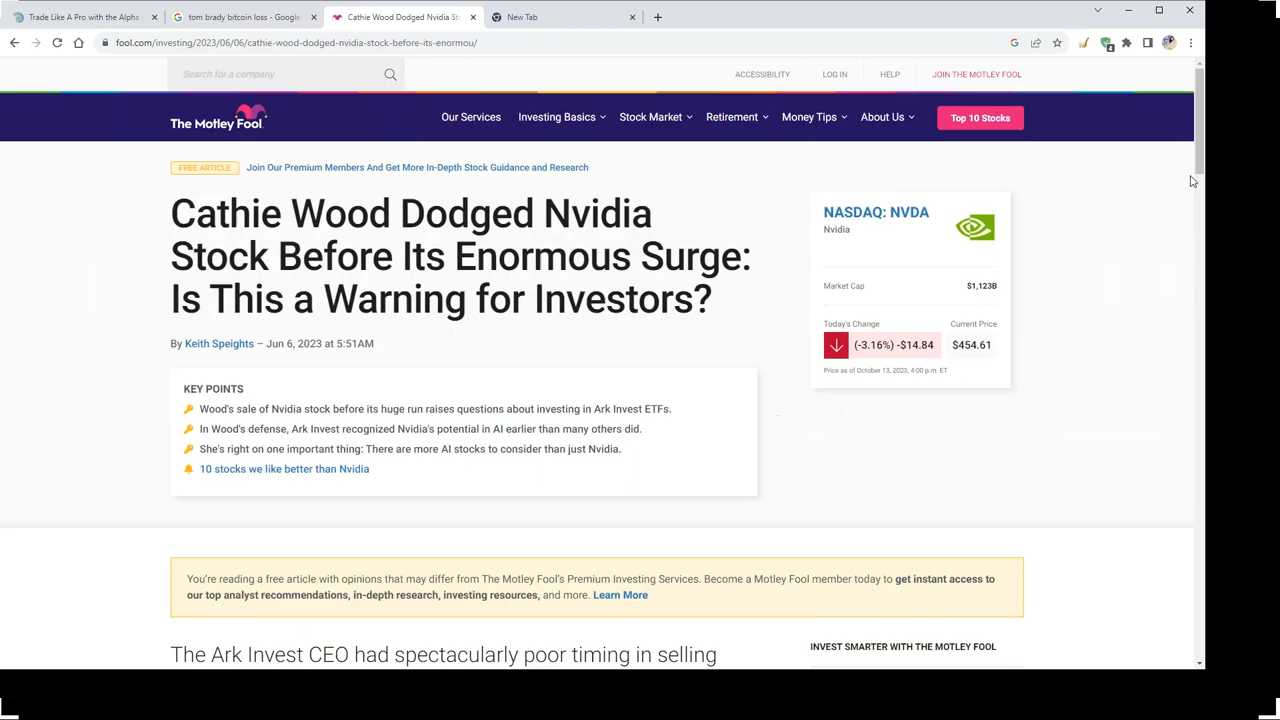 Trade Like A Pro with the Alpha
tom brady bitcoin loss - Google
Cathie Wood Dodged Nvidia Sto
New Tab
fool.com/investing/2023/06/06/cathie-wood-dodged-nvidia-stock-before-its-enormou/
4
Search for a company
ACCESSIBILITY
LOG IN
HELP
JOIN THE MOTLEY FOOL
The Motley Fool.
Our Services
Investing Basics
Stock Market
Retirement
Money Tips
About Us
Top 10 Stocks
FREE ARTICLE
Join Our Premium Members And Get More In-Depth Stock Guidance and Research
Cathie Wood Dodged Nvidia
Stock Before Its Enormous Surge:
Is This a Warning for Investors?
By Keith Speights – Jun 6, 2023 at 5:51AM
KEY POINTS
Wood's sale of Nvidia stock before its huge run raises questions about investing in Ark Invest ETFs.
In Wood's defense, Ark Invest recognized Nvidia's potential in AI earlier than many others did.
She's right on one important thing: There are more AI stocks to consider than just Nvidia.
10 stocks we like better than Nvidia
NASDAQ: NVDA
Nvidia
Market Cap
$1,123B
Today's Change
Current Price
(-3.16%) -$14.84
$454.61
Price as of October 13, 2023, 4:00 p.m. ET
You're reading a free article with opinions that may differ from The Motley Fool's Premium Investing Services. Become a Motley Fool member today to get instant access to
our top analyst recommendations, in-depth research, investing resources, and more. Learn More
The Ark Invest CEO had spectacularly poor timing in selling
INVEST SMARTER WITH THE MOTLEY FOOL